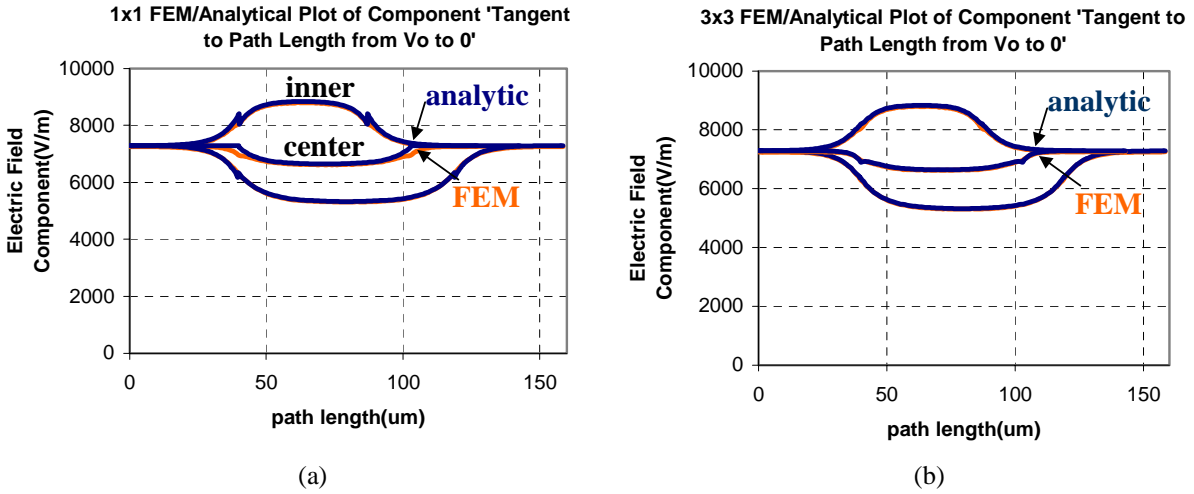 1x1 FEM/Analytical Plot of Component 'Tangent
to Path Length from Vo to 0'
Electric Field
Component(V/m)
10000
8000
6000
4000
2000
0
inner
analytic
center
FEM
0
50
100
150
path length(um)
(a)
3x3 FEM/Analytical Plot of Component 'Tangent to
Path Length from Vo to 0'
Electric Field
Component(V/m)
10000
8000
6000
4000
2000
0
analytic
FEM
0
50
100
150
path length(um)
(b)